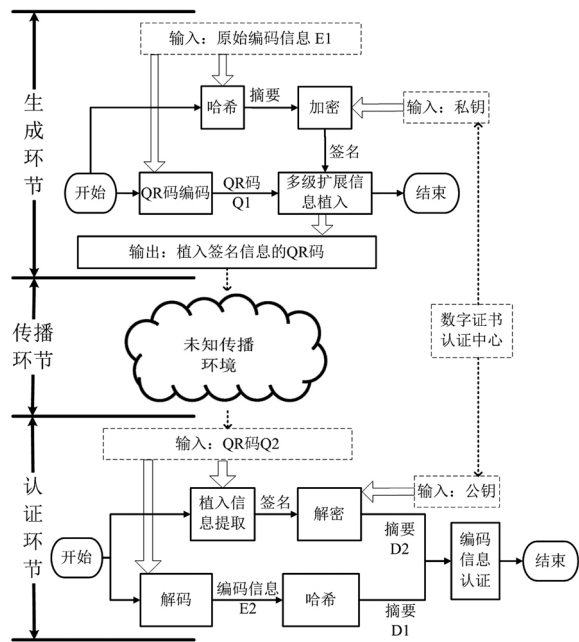 生成环节
输入：原始编码信息 E1
哈希
摘要
加密
输入：私钥
签名
开始
QR码编码
QR码
Q1
多级扩展信
息植入
结束
输出：植入签名信息的QR码
传播
环节
未知传播
环境
数字证书
认证中心
认证环节
输入：QR码Q2
输入：公钥
植入信
息提取
签名
解密
摘要
D2
开始
解码
编码信息
E2
哈希
摘要
D1
编码
信息
认证
结束